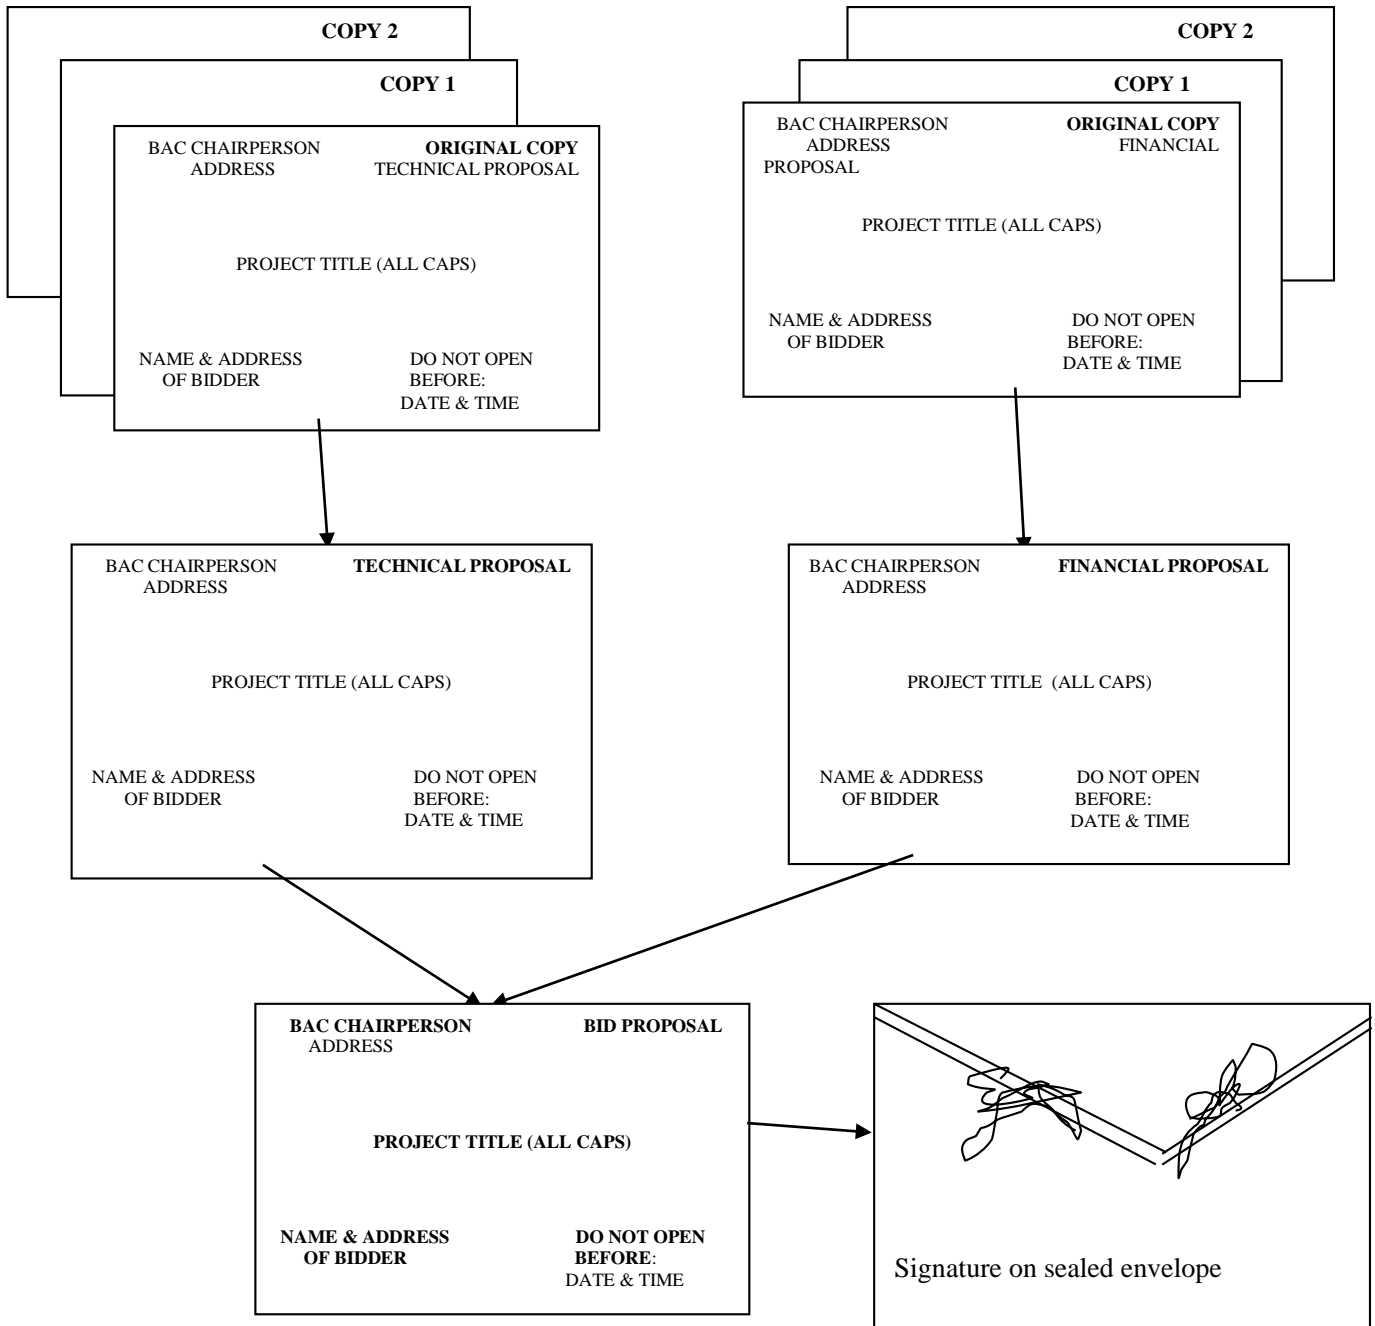 COPY 2
COPY 1
BAC CHAIRPERSON ORIGINAL COPY
ADDRESS TECHNICAL PROPOSAL
PROJECT TITLE (ALL CAPS)
NAME & ADDRESS DO NOT OPEN
OF BIDDER BEFORE:
DATE & TIME
COPY 2
COPY 1
BAC CHAIRPERSON ORIGINAL COPY
ADDRESS FINANCIAL
PROPOSAL
PROJECT TITLE (ALL CAPS)
NAME & ADDRESS DO NOT OPEN
OF BIDDER BEFORE:
DATE & TIME
BAC CHAIRPERSON TECHNICAL PROPOSAL
ADDRESS
PROJECT TITLE (ALL CAPS)
NAME & ADDRESS DO NOT OPEN
OF BIDDER BEFORE:
DATE & TIME
BAC CHAIRPERSON FINANCIAL PROPOSAL
ADDRESS
PROJECT TITLE (ALL CAPS)
NAME & ADDRESS DO NOT OPEN
OF BIDDER BEFORE:
DATE & TIME
BAC CHAIRPERSON BID PROPOSAL
ADDRESS
PROJECT TITLE (ALL CAPS)
NAME & ADDRESS DO NOT OPEN
OF BIDDER BEFORE:
DATE & TIME
Signature on sealed envelope